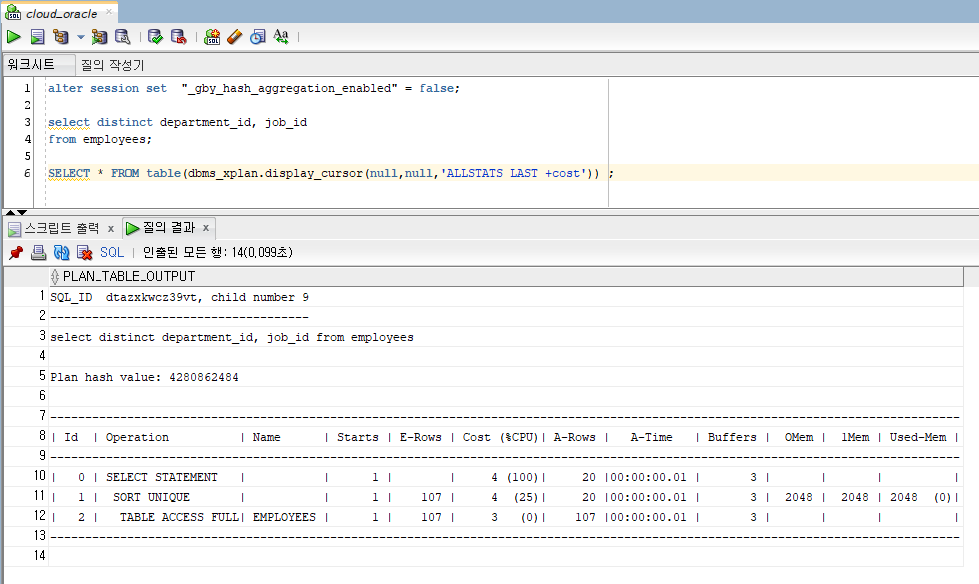 cloud_oracle
워크시트 질의 작성기
1 alter session set "_gby_hash_aggregation_enabled" = false;
2
3 select distinct department_id, job_id
4 from employees;
5
6 SELECT * FROM table(dbms_xplan.display_cursor(null,null,'ALLSTATS LAST +cost')) ;
스크립트 출력 x 질의 결과 x
SQL | 인출된 모든 행: 14(0,099초)
PLAN_TABLE_OUTPUT
1 SQL_ID dtazxkwcz39vt, child number 9
2 -------------------------------------
3 select distinct department_id, job_id from employees
4
5 Plan hash value: 4280862484
6
7 ----------------------------------------------------------------------------------------------------------------------------------
8 | Id | Operation | Name | Starts | E-Rows | Cost (%CPU)| A-Rows | A-Time | Buffers | OMem | 1Mem | Used-Mem |
9 ----------------------------------------------------------------------------------------------------------------------------------
10 | 0 | SELECT STATEMENT | | 1 | | 4 (100)| 20 |00:00:00.01 | 3 | | | |
11 | 1 | SORT UNIQUE | | 1 | 107 | 4 (25)| 20 |00:00:00.01 | 3 | 2048 | 2048 | 2048 (0)|
12 | 2 | TABLE ACCESS FULL| EMPLOYEES | 1 | 107 | 3 (0)| 107 |00:00:00.01 | 3 | | | |
13 ----------------------------------------------------------------------------------------------------------------------------------
14